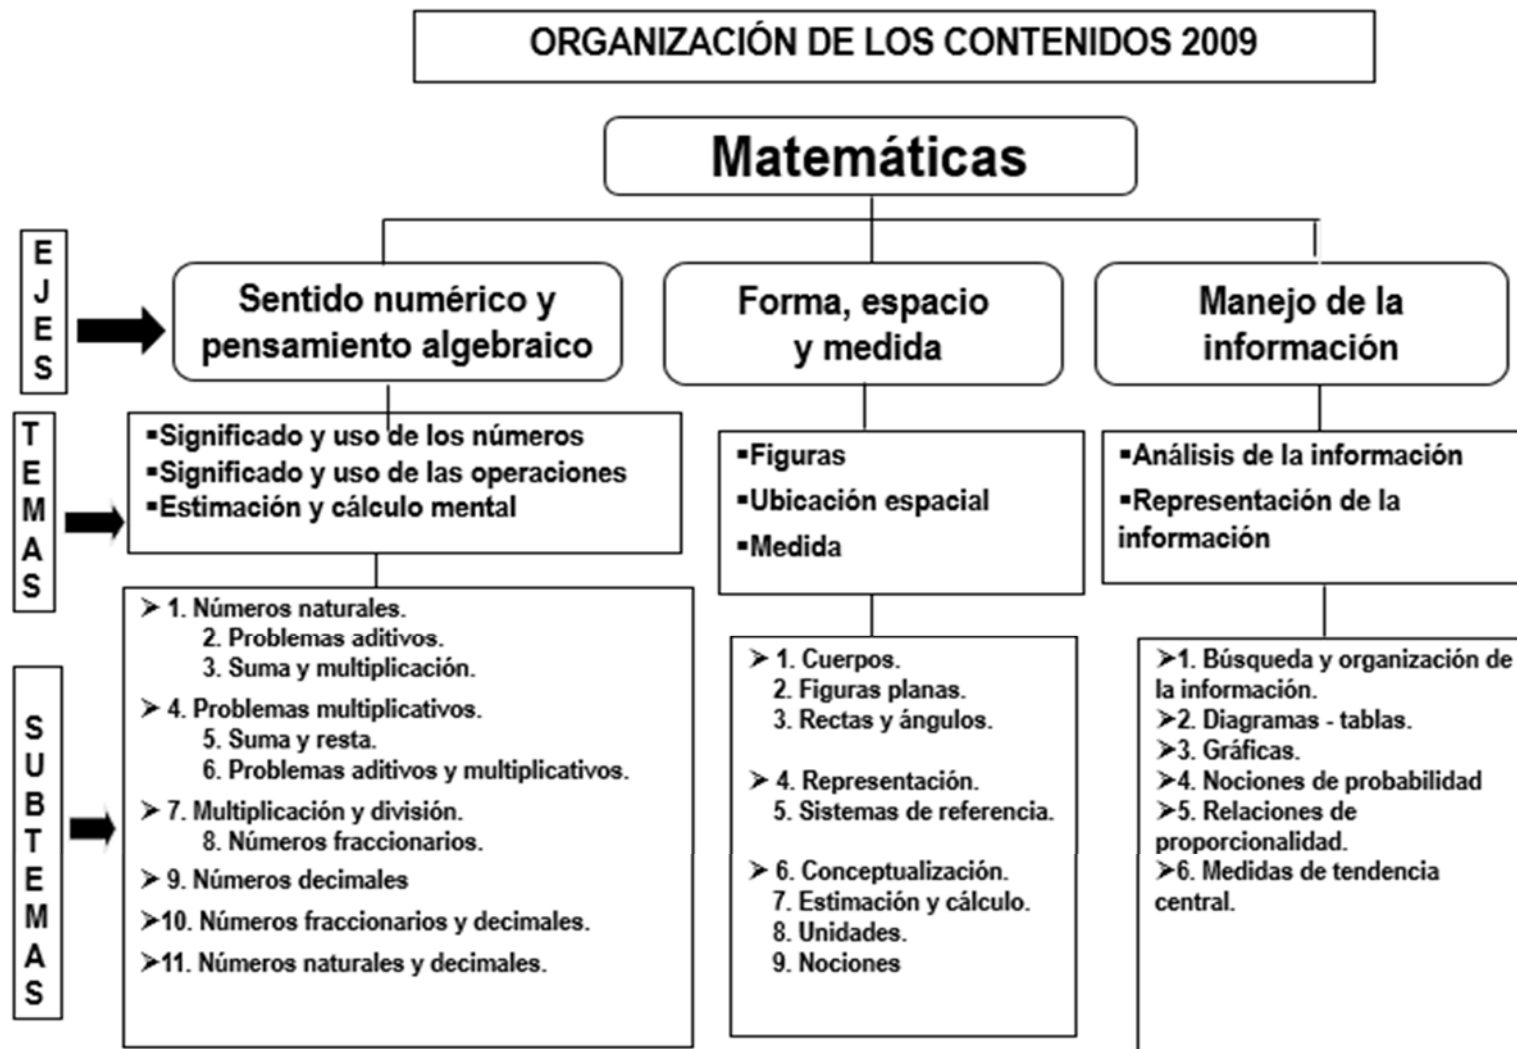 ORGANIZACIÓN DE LOS CONTENIDOS 2009
Matemáticas
EJES
Sentido numérico y
pensamiento algebraico
Forma, espacio
y medida
Manejo de la
información
TEMAS
▪Significado y uso de los números
▪Significado y uso de las operaciones
▪Estimación y cálculo mental
▪Figuras
▪Ubicación espacial
▪Medida
▪Análisis de la información
▪Representación de la
información
SUBTEMAS
➢ 1. Números naturales.
2. Problemas aditivos.
3. Suma y multiplicación.
➢ 4. Problemas multiplicativos.
5. Suma y resta.
6. Problemas aditivos y multiplicativos.
➢ 7. Multiplicación y división.
8. Números fraccionarios.
➢ 9. Números decimales
➢10. Números fraccionarios y decimales.
➢11. Números naturales y decimales.
➢ 1. Cuerpos.
2. Figuras planas.
3. Rectas y ángulos.
➢ 4. Representación.
5. Sistemas de referencia.
➢ 6. Conceptualización.
7. Estimación y cálculo.
8. Unidades.
9. Nociones
➢1. Búsqueda y organización de
la información.
➢2. Diagramas - tablas.
➢3. Gráficas.
➢4. Nociones de probabilidad
➢5. Relaciones de
proporcionalidad.
➢6. Medidas de tendencia
central.